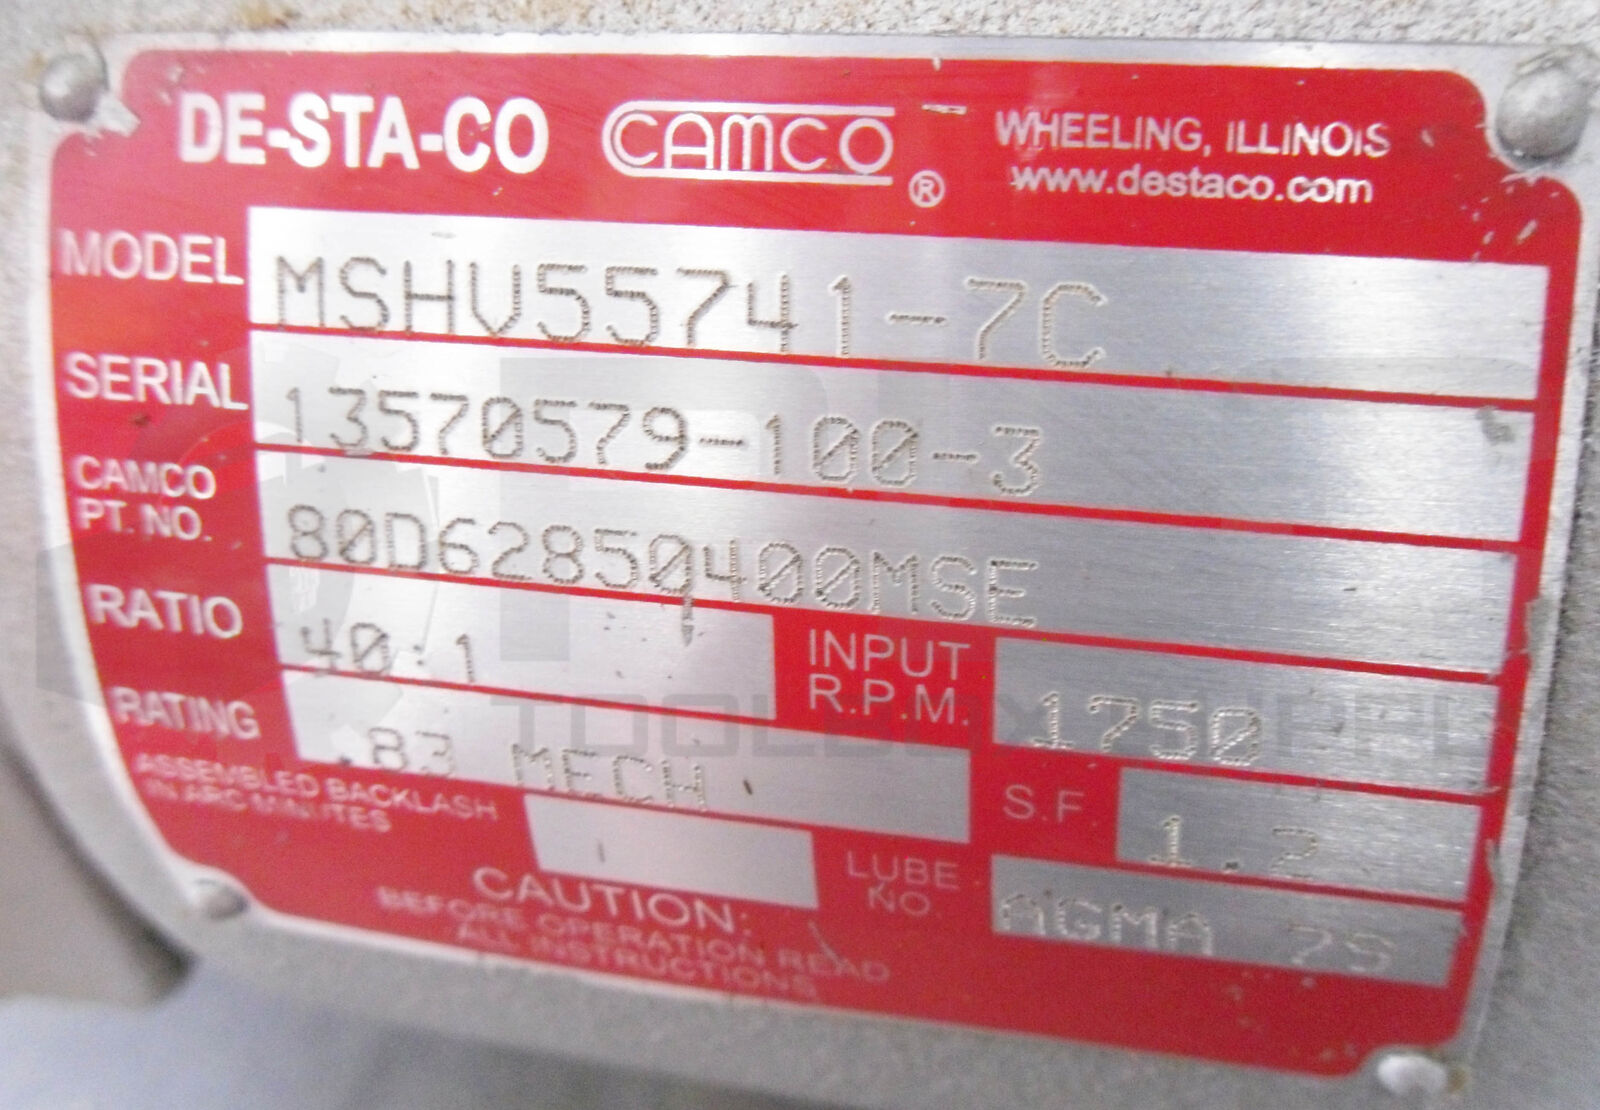 DE-STA-CO CAMCO ® WHEELING, ILLINOIS
www.destaco.com
MODEL MSHV55741-7C
SERIAL 13570579-100-3
CAMCO PT. NO. 80D62850400MSE
RATIO 40:1 INPUT R.P.M. 1750
RATING .83 MECH S.F. 1.2
ASSEMBLED BACKLASH
IN ARC MINUTES
LUBE NO. AGMA 7S
CAUTION:
BEFORE OPERATION READ
ALL INSTRUCTIONS